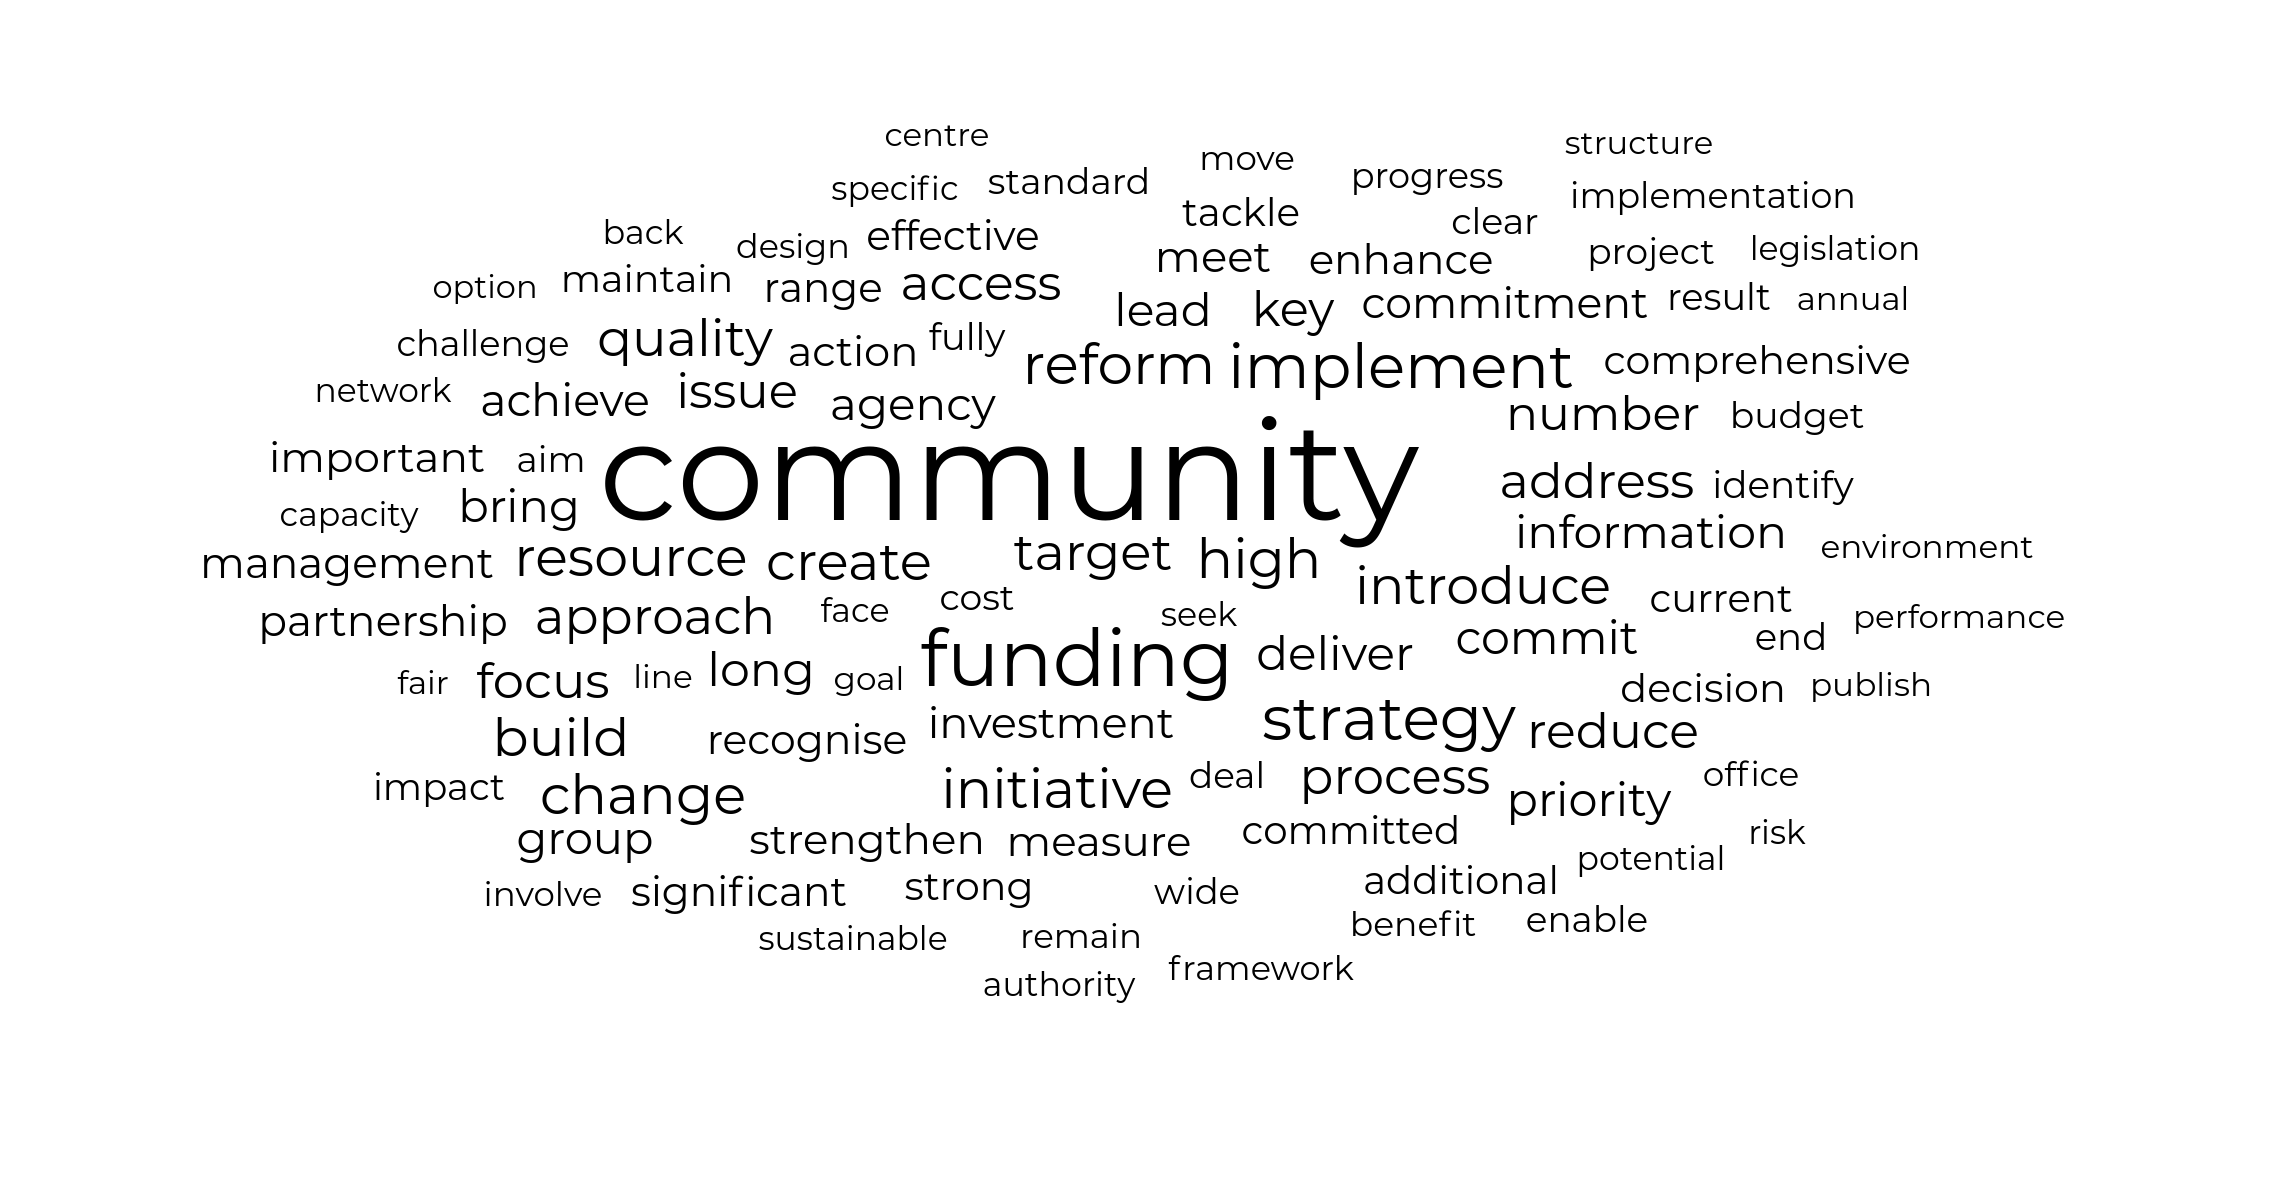 centre
move
structure
specific standard
progress
implementation
tackle
clear
back
design
effective
meet
enhance
project
legislation
option
maintain
range
access
lead
key
commitment
result
annual
challenge
quality
action
fully
reform
implement
comprehensive
network
achieve
issue
agency
number
budget
important
aim
community
address
identify
capacity
bring
information
environment
management
resource
create
target
high
introduce
current
partnership
approach
face
cost
seek
commit
end
performance
fair
focus
line
long
goal
funding
deliver
decision
publish
build
recognise
investment
strategy
reduce
impact
change
initiative
deal
process
priority
office
group
strengthen
measure
committed
risk
potential
involve
significant
strong
wide
additional
sustainable
remain
benefit
enable
authority
framework